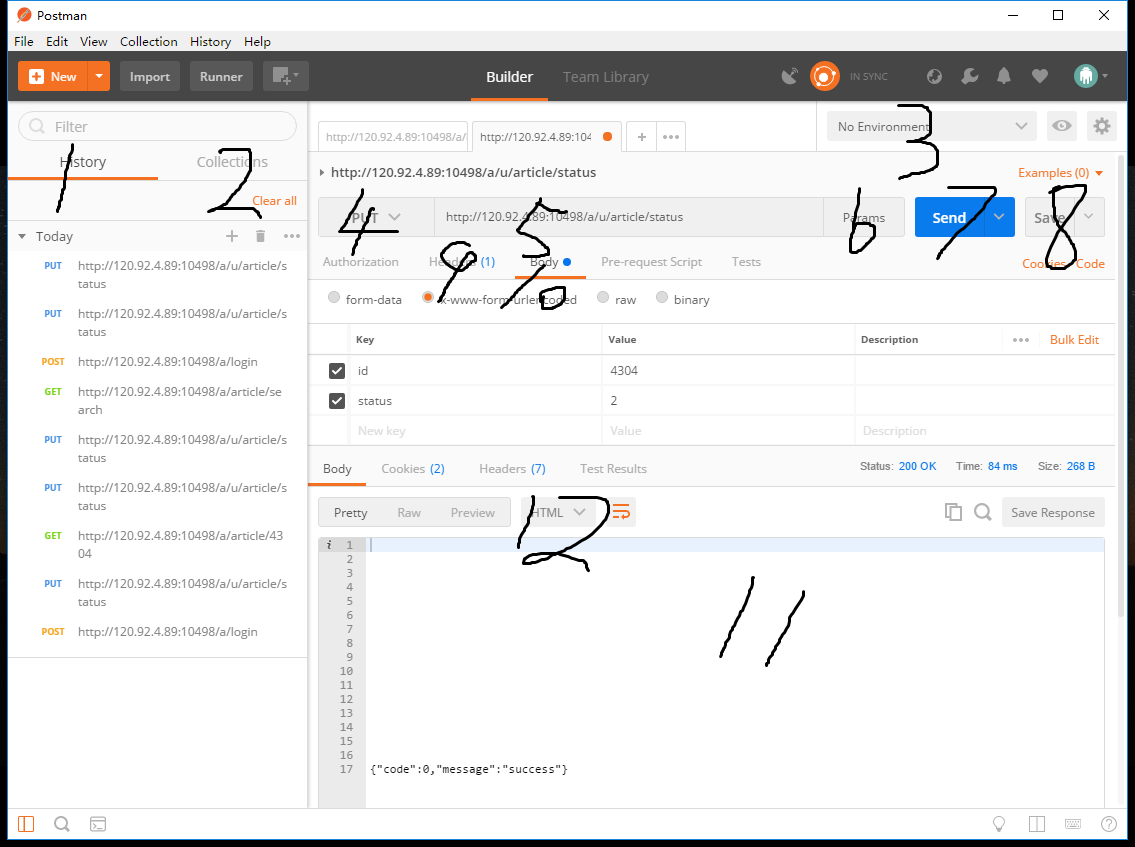 Postman
File Edit View Collection History Help
New Import Runner Builder Team Library IN SYNC
Filter
http://120.92.4.89:10498/a/
http://120.92.4.89:104
No Environment
3
1 History
2 Collections
Clear all
http://120.92.4.89:10498/a/u/article/status
Examples (0)
4 PUT
http://120.92.4.89:10498/a/u/article/status
5
6 Params
7 Send
8 Save
Today
Authorization Headers (1) Body Pre-request Script Tests
Cookies Code
9 10
form-data x-www-form-urlencoded raw binary
PUT http://120.92.4.89:10498/a/u/article/s
tatus
PUT http://120.92.4.89:10498/a/u/article/s
tatus
POST http://120.92.4.89:10498/a/login
GET http://120.92.4.89:10498/a/article/se
arch
PUT http://120.92.4.89:10498/a/u/article/s
tatus
PUT http://120.92.4.89:10498/a/u/article/s
tatus
GET http://120.92.4.89:10498/a/article/43
04
PUT http://120.92.4.89:10498/a/u/article/s
tatus
POST http://120.92.4.89:10498/a/login
Key Value Description Bulk Edit
id 4304
status 2
New key Value Description
Body Cookies (2) Headers (7) Test Results
Status: 200 OK Time: 84 ms Size: 268 B
Pretty Raw Preview HTML Save Response
12
11
i 1
2
3
4
5
6
7
8
9
10
11
12
13
14
15
16
17 {"code":0,"message":"success"}